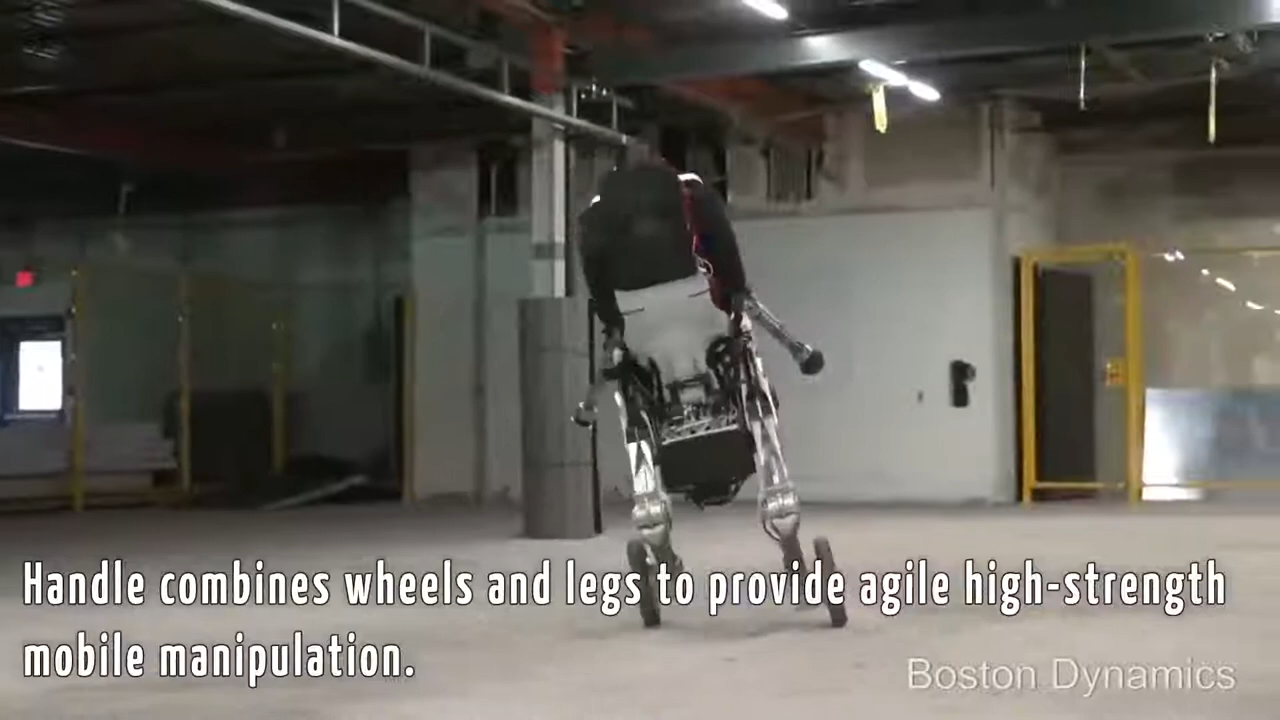 Handle combines wheels and legs to provide agile high-strength
mobile manipulation.
Boston Dynamics